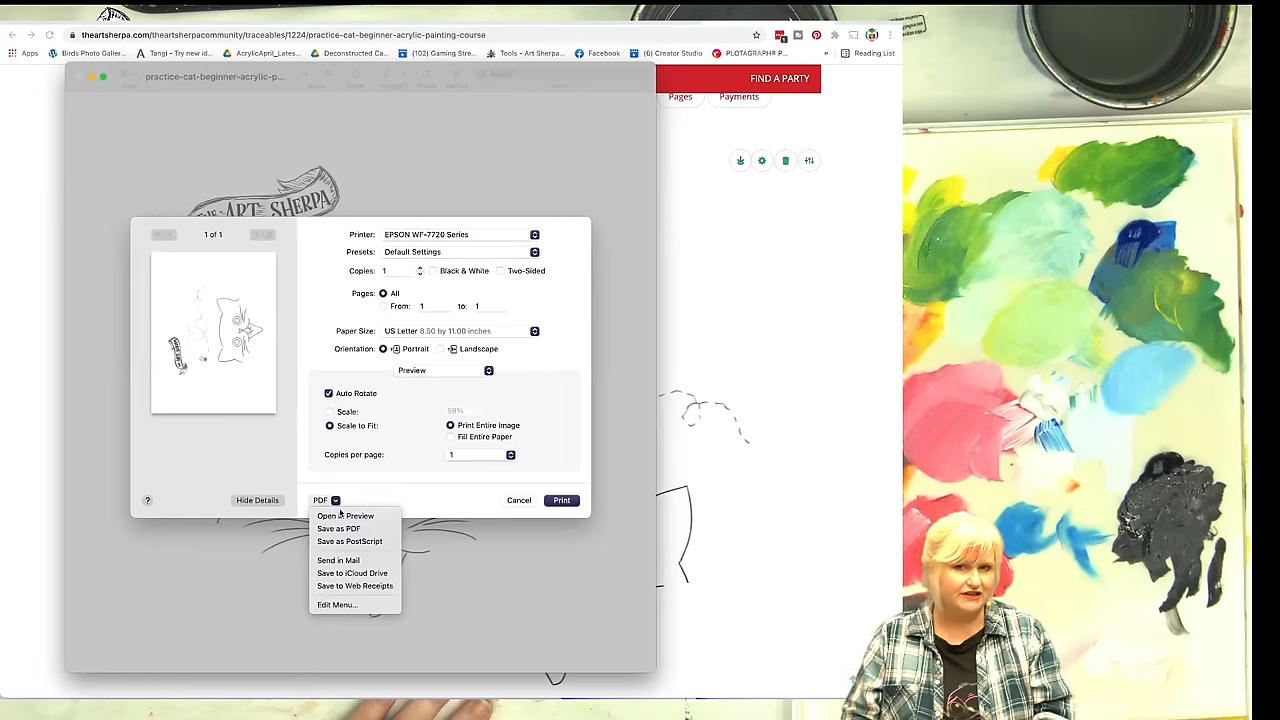 theartsherpa.com/community/traceables/1224/practice-cat-beginner-acrylic-painting-course
Apps
Birds Photo Galler...
Tangi – Try new id...
AcrylicApril_Lates...
Decorated Ca...
(102) Gaming Stre...
Tools - Art Sherpa...
Facebook
(6) Creator Studio
PLOTAGRAPH® P...
»
Reading List
practice-cat-beginner-acrylic-p...
FIND A PARTY
Pages
Payments
THE ART SHERPA
1 of 1
Printer: EPSON WF-7720 Series
Presets: Default Settings
Copies: 1 Black & White Two-Sided
Pages: All
From: 1 to: 1
Paper Size: US Letter 8.50 by 11.00 inches
Orientation: Portrait Landscape
Preview
Auto Rotate
Scale: 59%
Scale to Fit: Print Entire Image
Fill Entire Paper
Copies per page: 1
? Hide Details PDF Cancel Print
Open in Preview
Save as PDF
Save as PostScript
Send in Mail
Save to iCloud Drive
Save to Web Receipts
Edit Menu...